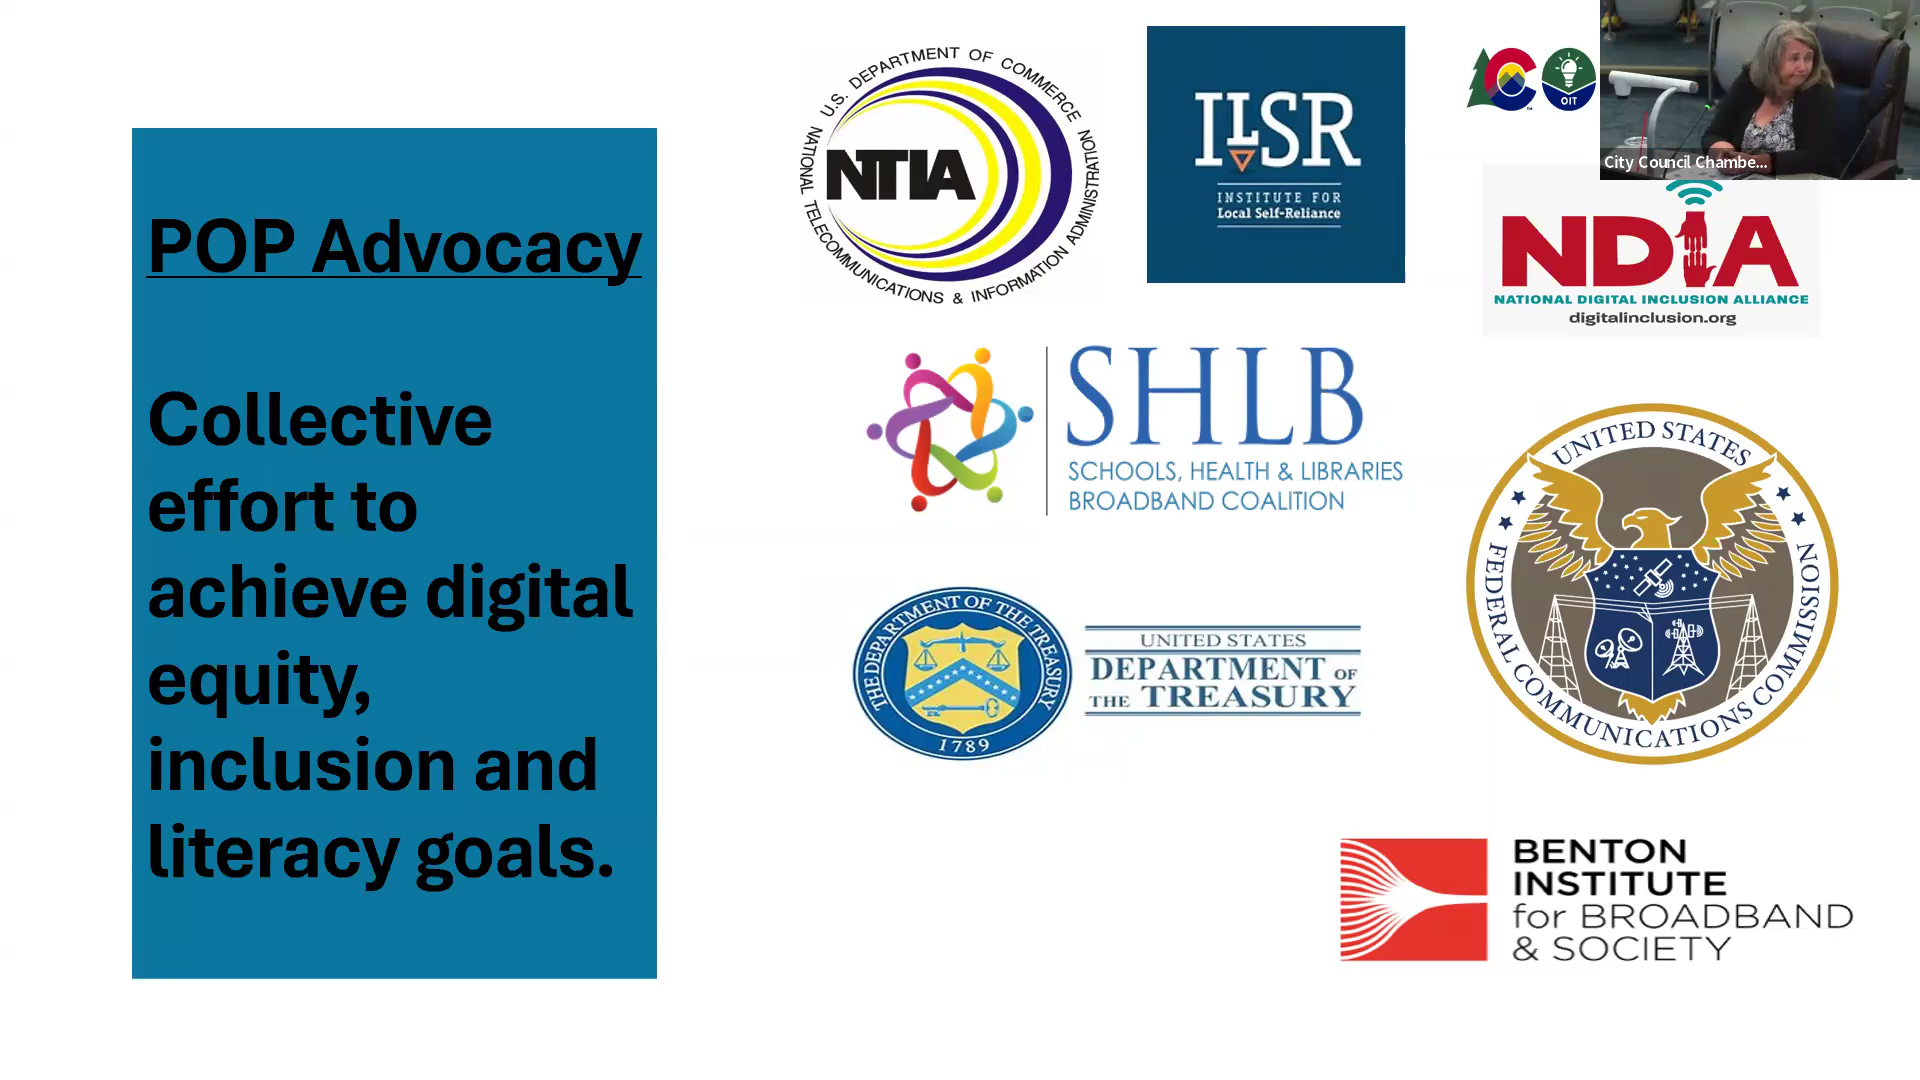 POP Advocacy
Collective
effort to
achieve digital
equity,
inclusion and
literacy goals.
U.S. DEPARTMENT OF COMMERCE
NATIONAL TELECOMMUNICATIONS & INFORMATION ADMINISTRATION
NTIA
ILSR
INSTITUTE FOR
Local Self-Reliance
C
TM
OIT
City Council Chambe...
NDIA
NATIONAL DIGITAL INCLUSION ALLIANCE
digitalinclusion.org
SHLB
SCHOOLS, HEALTH & LIBRARIES
BROADBAND COALITION
UNITED STATES
FEDERAL COMMUNICATIONS COMMISSION
THE DEPARTMENT OF THE TREASURY
1789
UNITED STATES
DEPARTMENT OF
THE TREASURY
BENTON
INSTITUTE
for BROADBAND
& SOCIETY